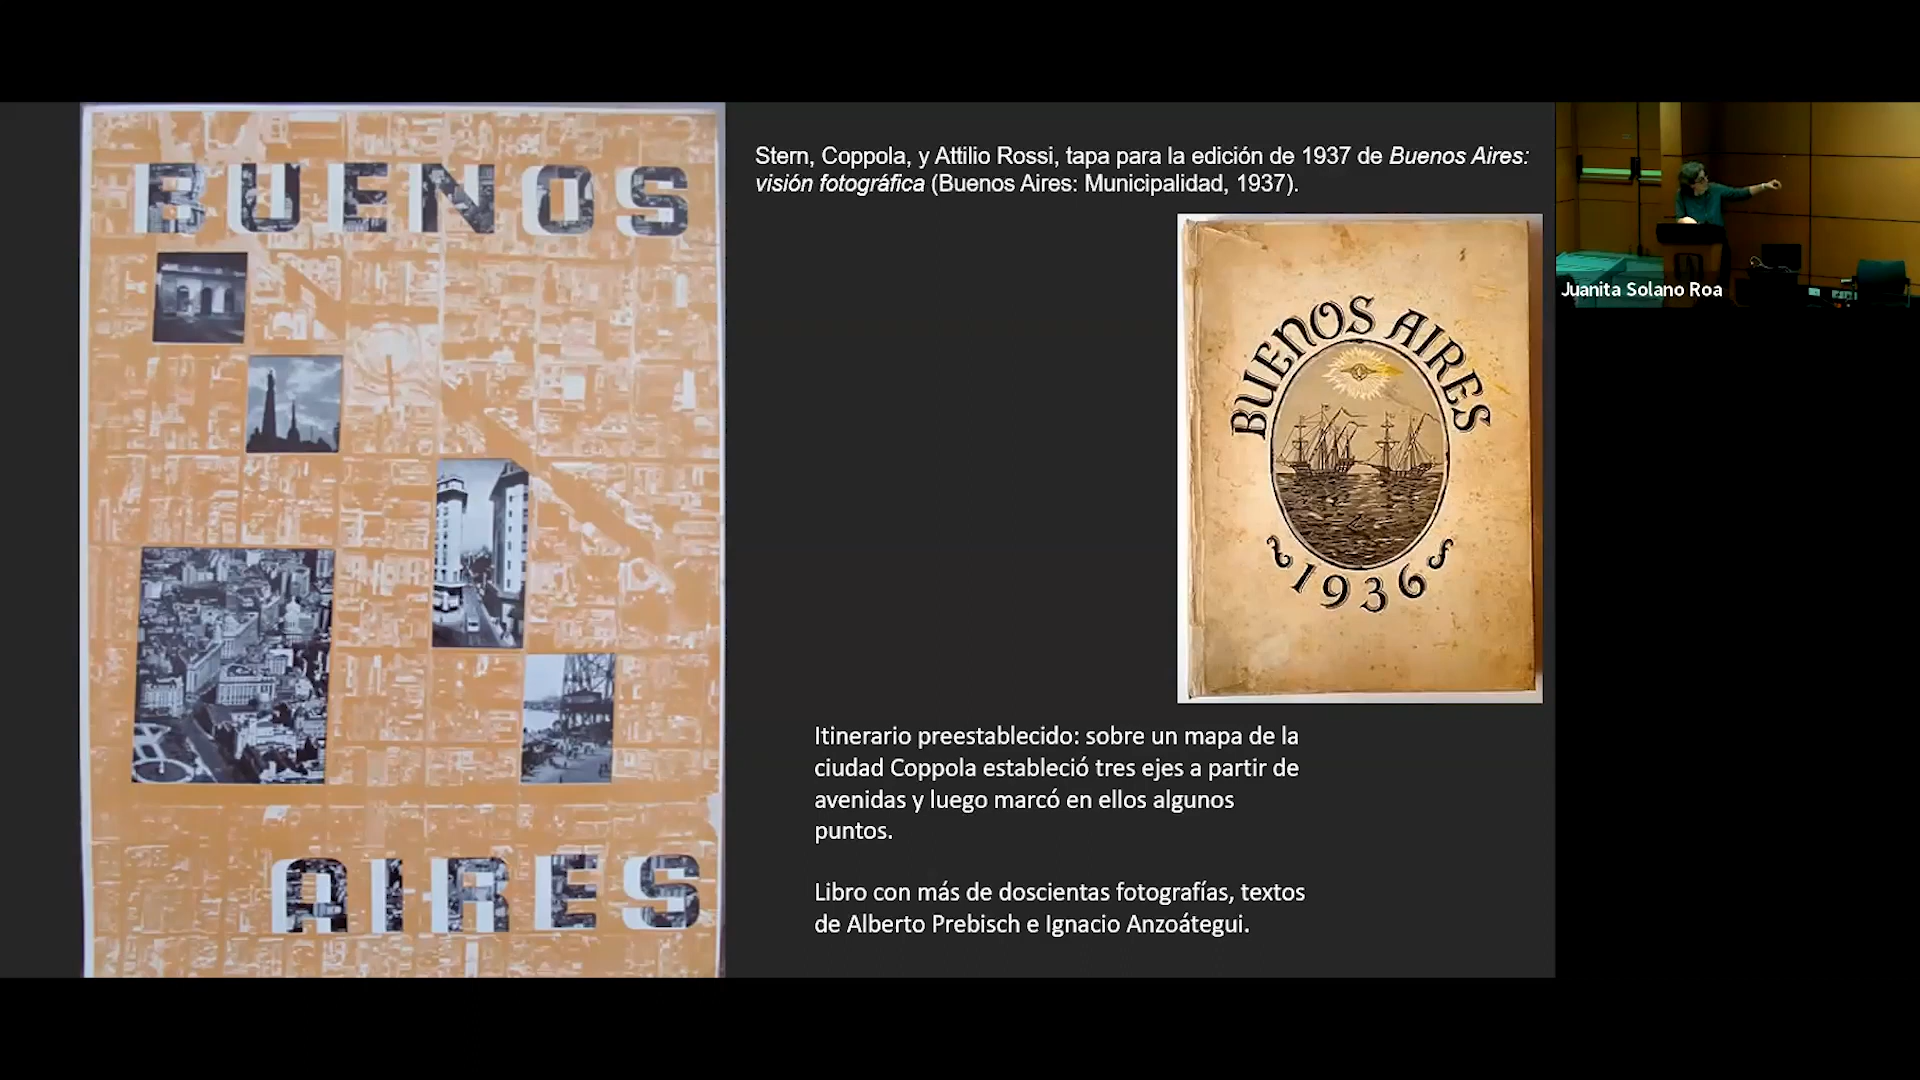 BUENOS
AIRES
Stern, Coppola, y Attilio Rossi, tapa para la edición de 1937 de Buenos Aires:
visión fotográfica (Buenos Aires: Municipalidad, 1937).
BUENOS AIRES
1936
Itinerario preestablecido: sobre un mapa de la
ciudad Coppola estableció tres ejes a partir de
avenidas y luego marcó en ellos algunos
puntos.
Libro con más de doscientas fotografías, textos
de Alberto Prebisch e Ignacio Anzoátegui.
Juanita Solano Roa